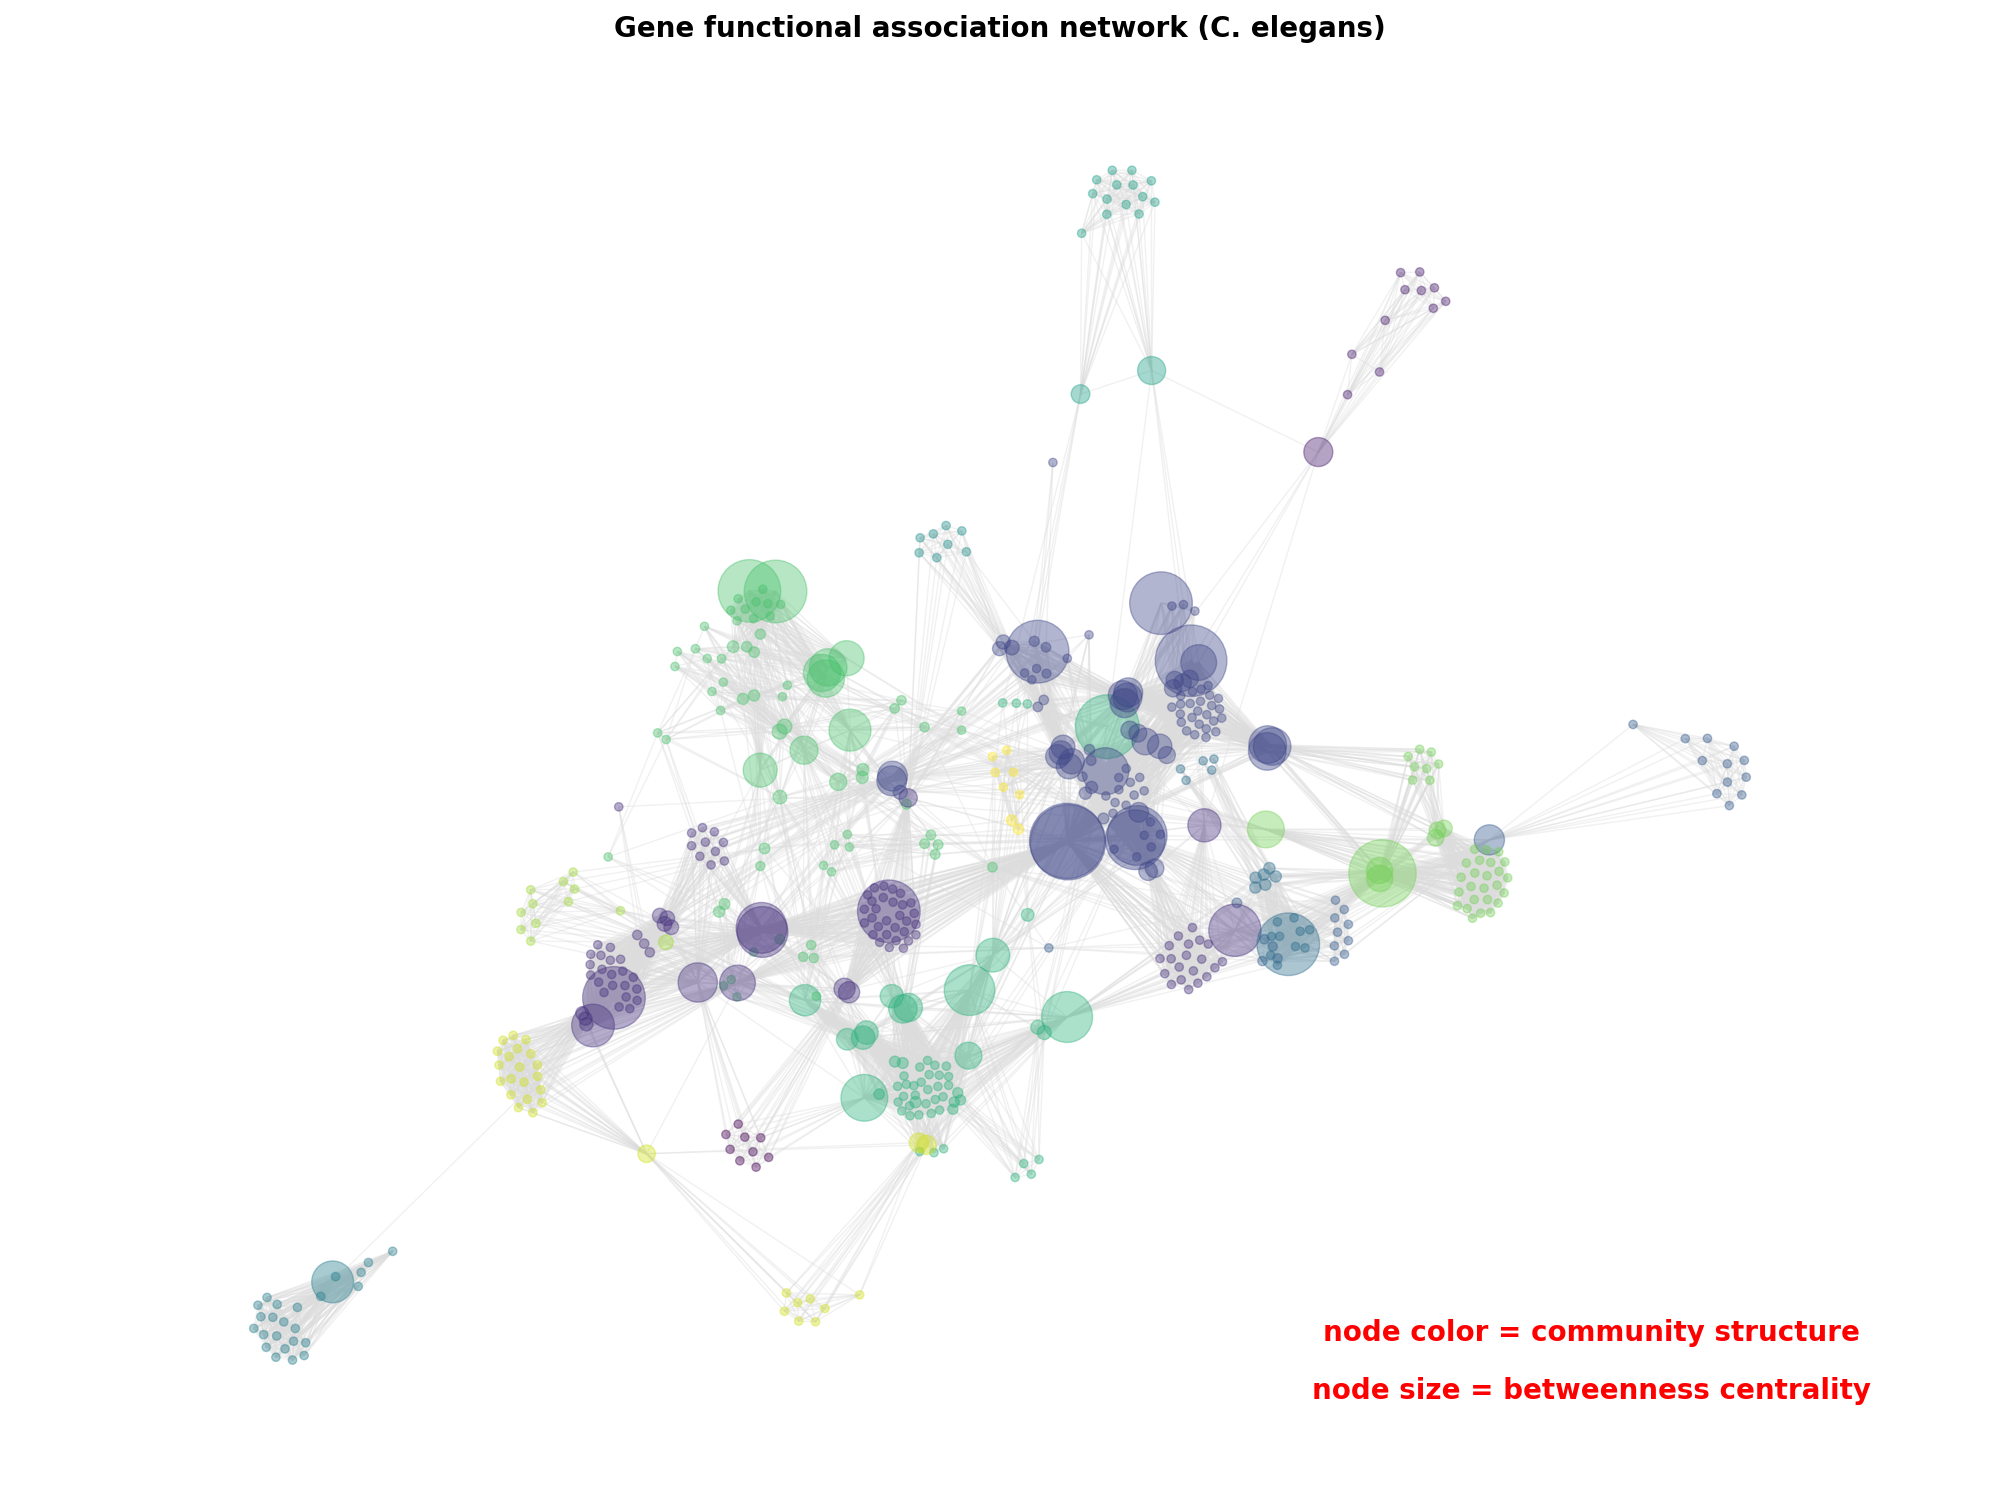 Gene functional association network (C. elegans)
node color = community structure
node size = betweenness centrality